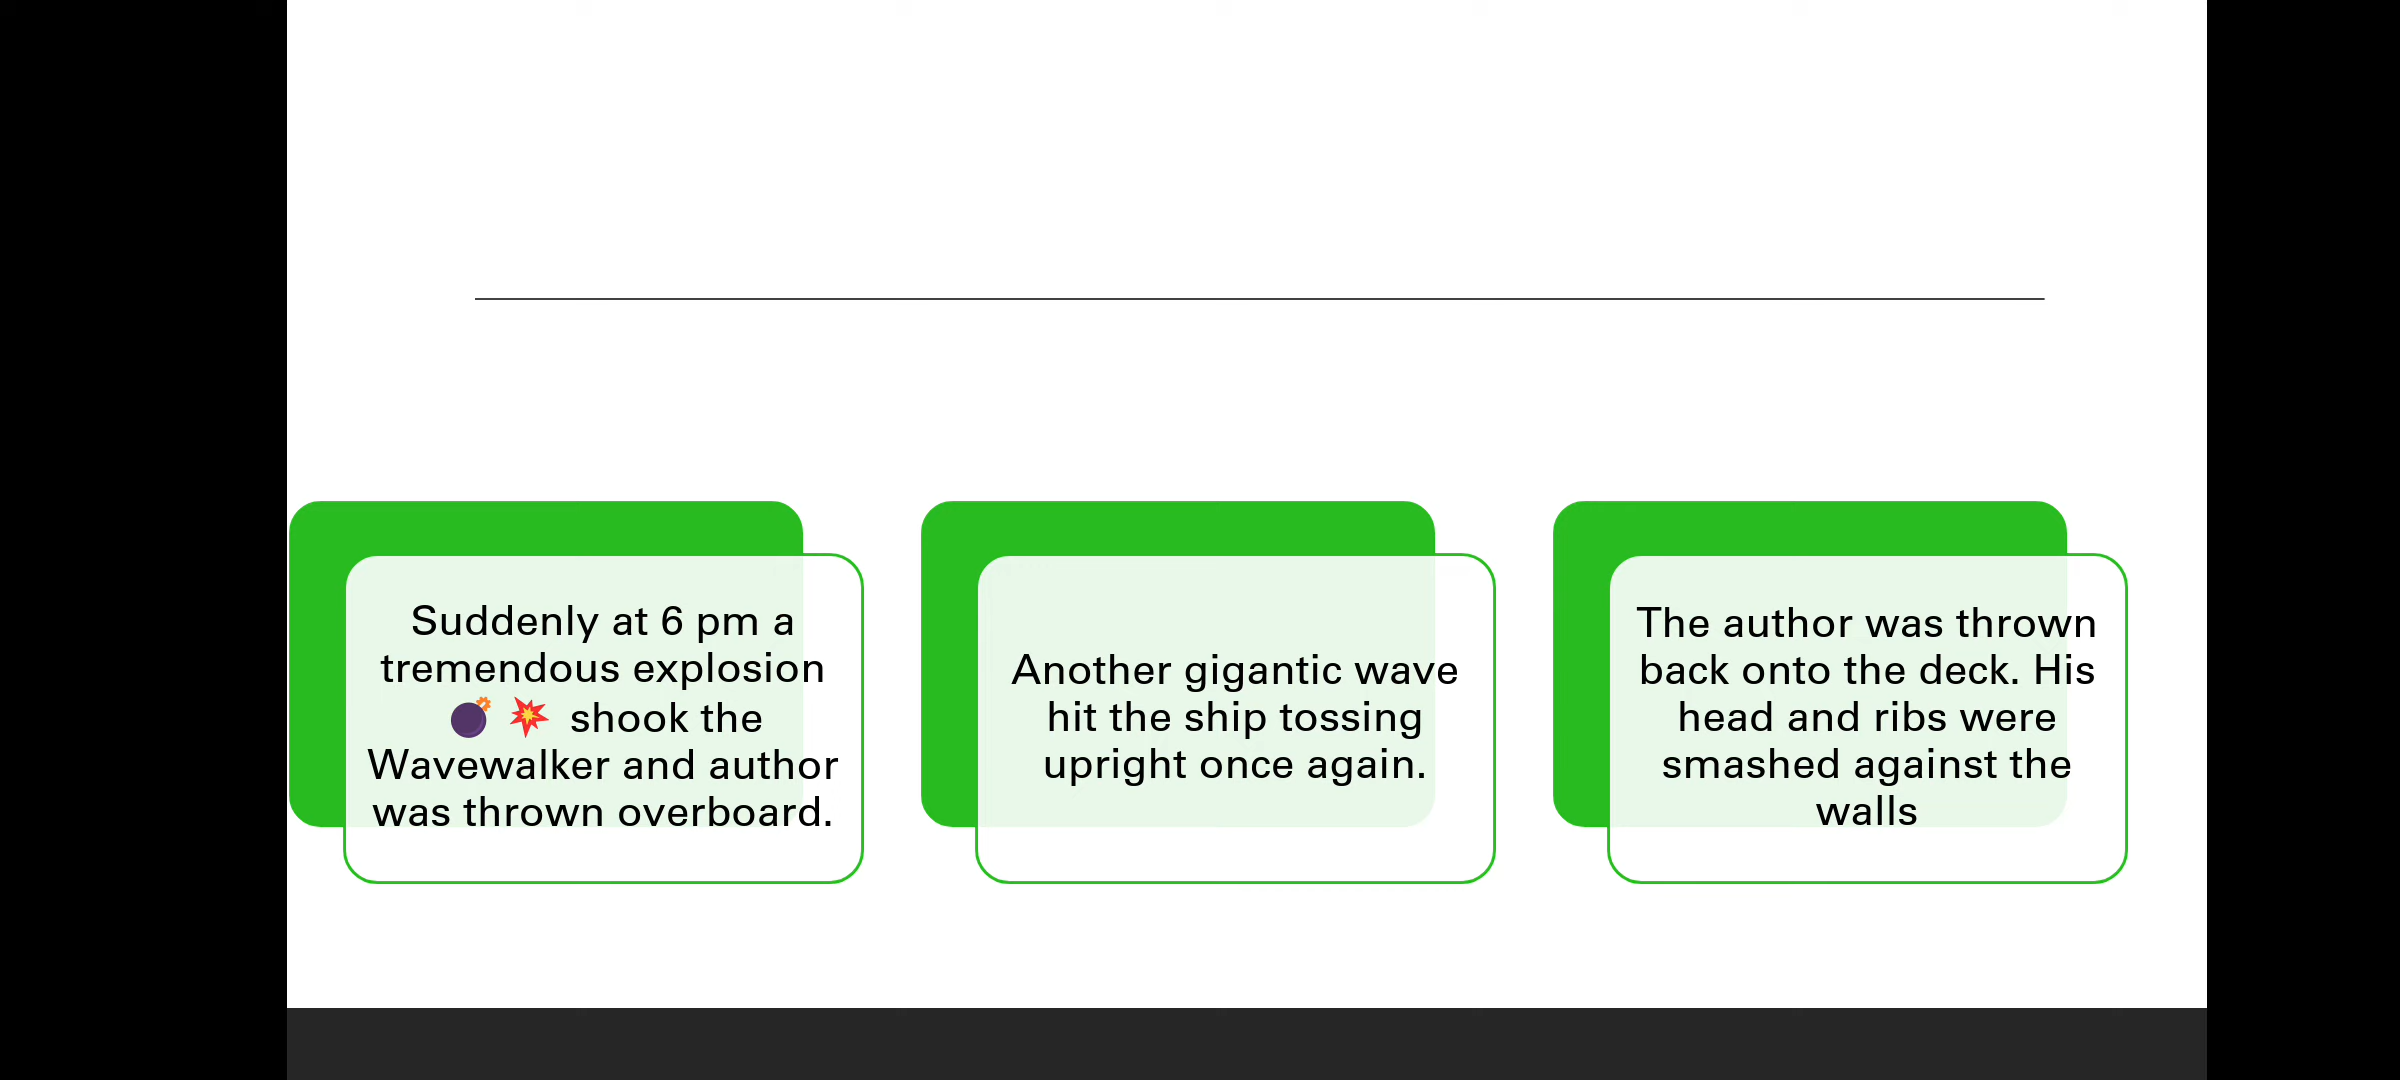 Suddenly at 6 pm a
tremendous explosion
💣 💥 shook the
Wavewalker and author
was thrown overboard.
Another gigantic wave
hit the ship tossing
upright once again.
The author was thrown
back onto the deck. His
head and ribs were
smashed against the
walls